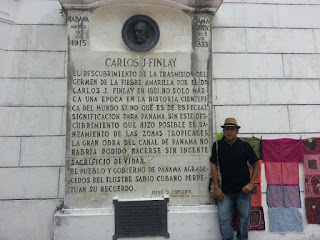 HABANA
1915
CARLOS J. FINLAY
EL DESCUBRIMIENTO DE LA TRASMISION DEL
GERMEN DE LA FIEBRE AMARILLA POR EL DR
CARLOS J. FINLAY EN 1881, NO SOLO MAR-
CA UNA EPOCA EN LA HISTORIA CIENTIFI-
CA DEL MUNDO SI NO QUE ES DE ESPECIAL
SIGNIFICACION PARA PANAMA SIN ESTE DES-
CUBRIMIENTO QUE HIZO POSIBLE EL SA-
NEAMIENTO DE LAS ZONAS TROPICALES
LA GRAN OBRA DEL CANAL DE PANAMA NO
HABRIA PODIDO HACERSE SIN INGENTE
SACRIFICIO DE VIDAS.
EL PUEBLO Y GOBIERNO DE PANAMA AGRADE-
CIDOS DEL ILUSTRE SABIO CUBANO PERPE-
TUAN SU RECUERDO.